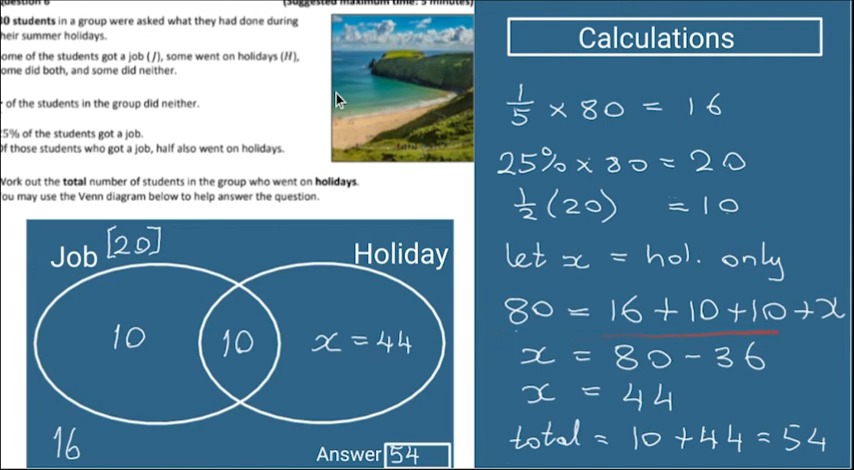 (Suggested maximum time: 5 minutes)
0 students in a group were asked what they had done during
heir summer holidays.
ome of the students got a job (J), some went on holidays (H),
ome did both, and some did neither.
of the students in the group did neither.
5% of the students got a job.
Of those students who got a job, half also went on holidays.
Work out the total number of students in the group who went on holidays.
You may use the Venn diagram below to help answer the question.
Job [20]
Holiday
10
10
x = 44
16
Answer 54
Calculations
1/5 × 80 = 16
25% × 80 = 20
1/2 (20) = 10
let x = hol. only
80 = 16 + 10 + 10 + x
x = 80 - 36
x = 44
total = 10 + 44 = 54